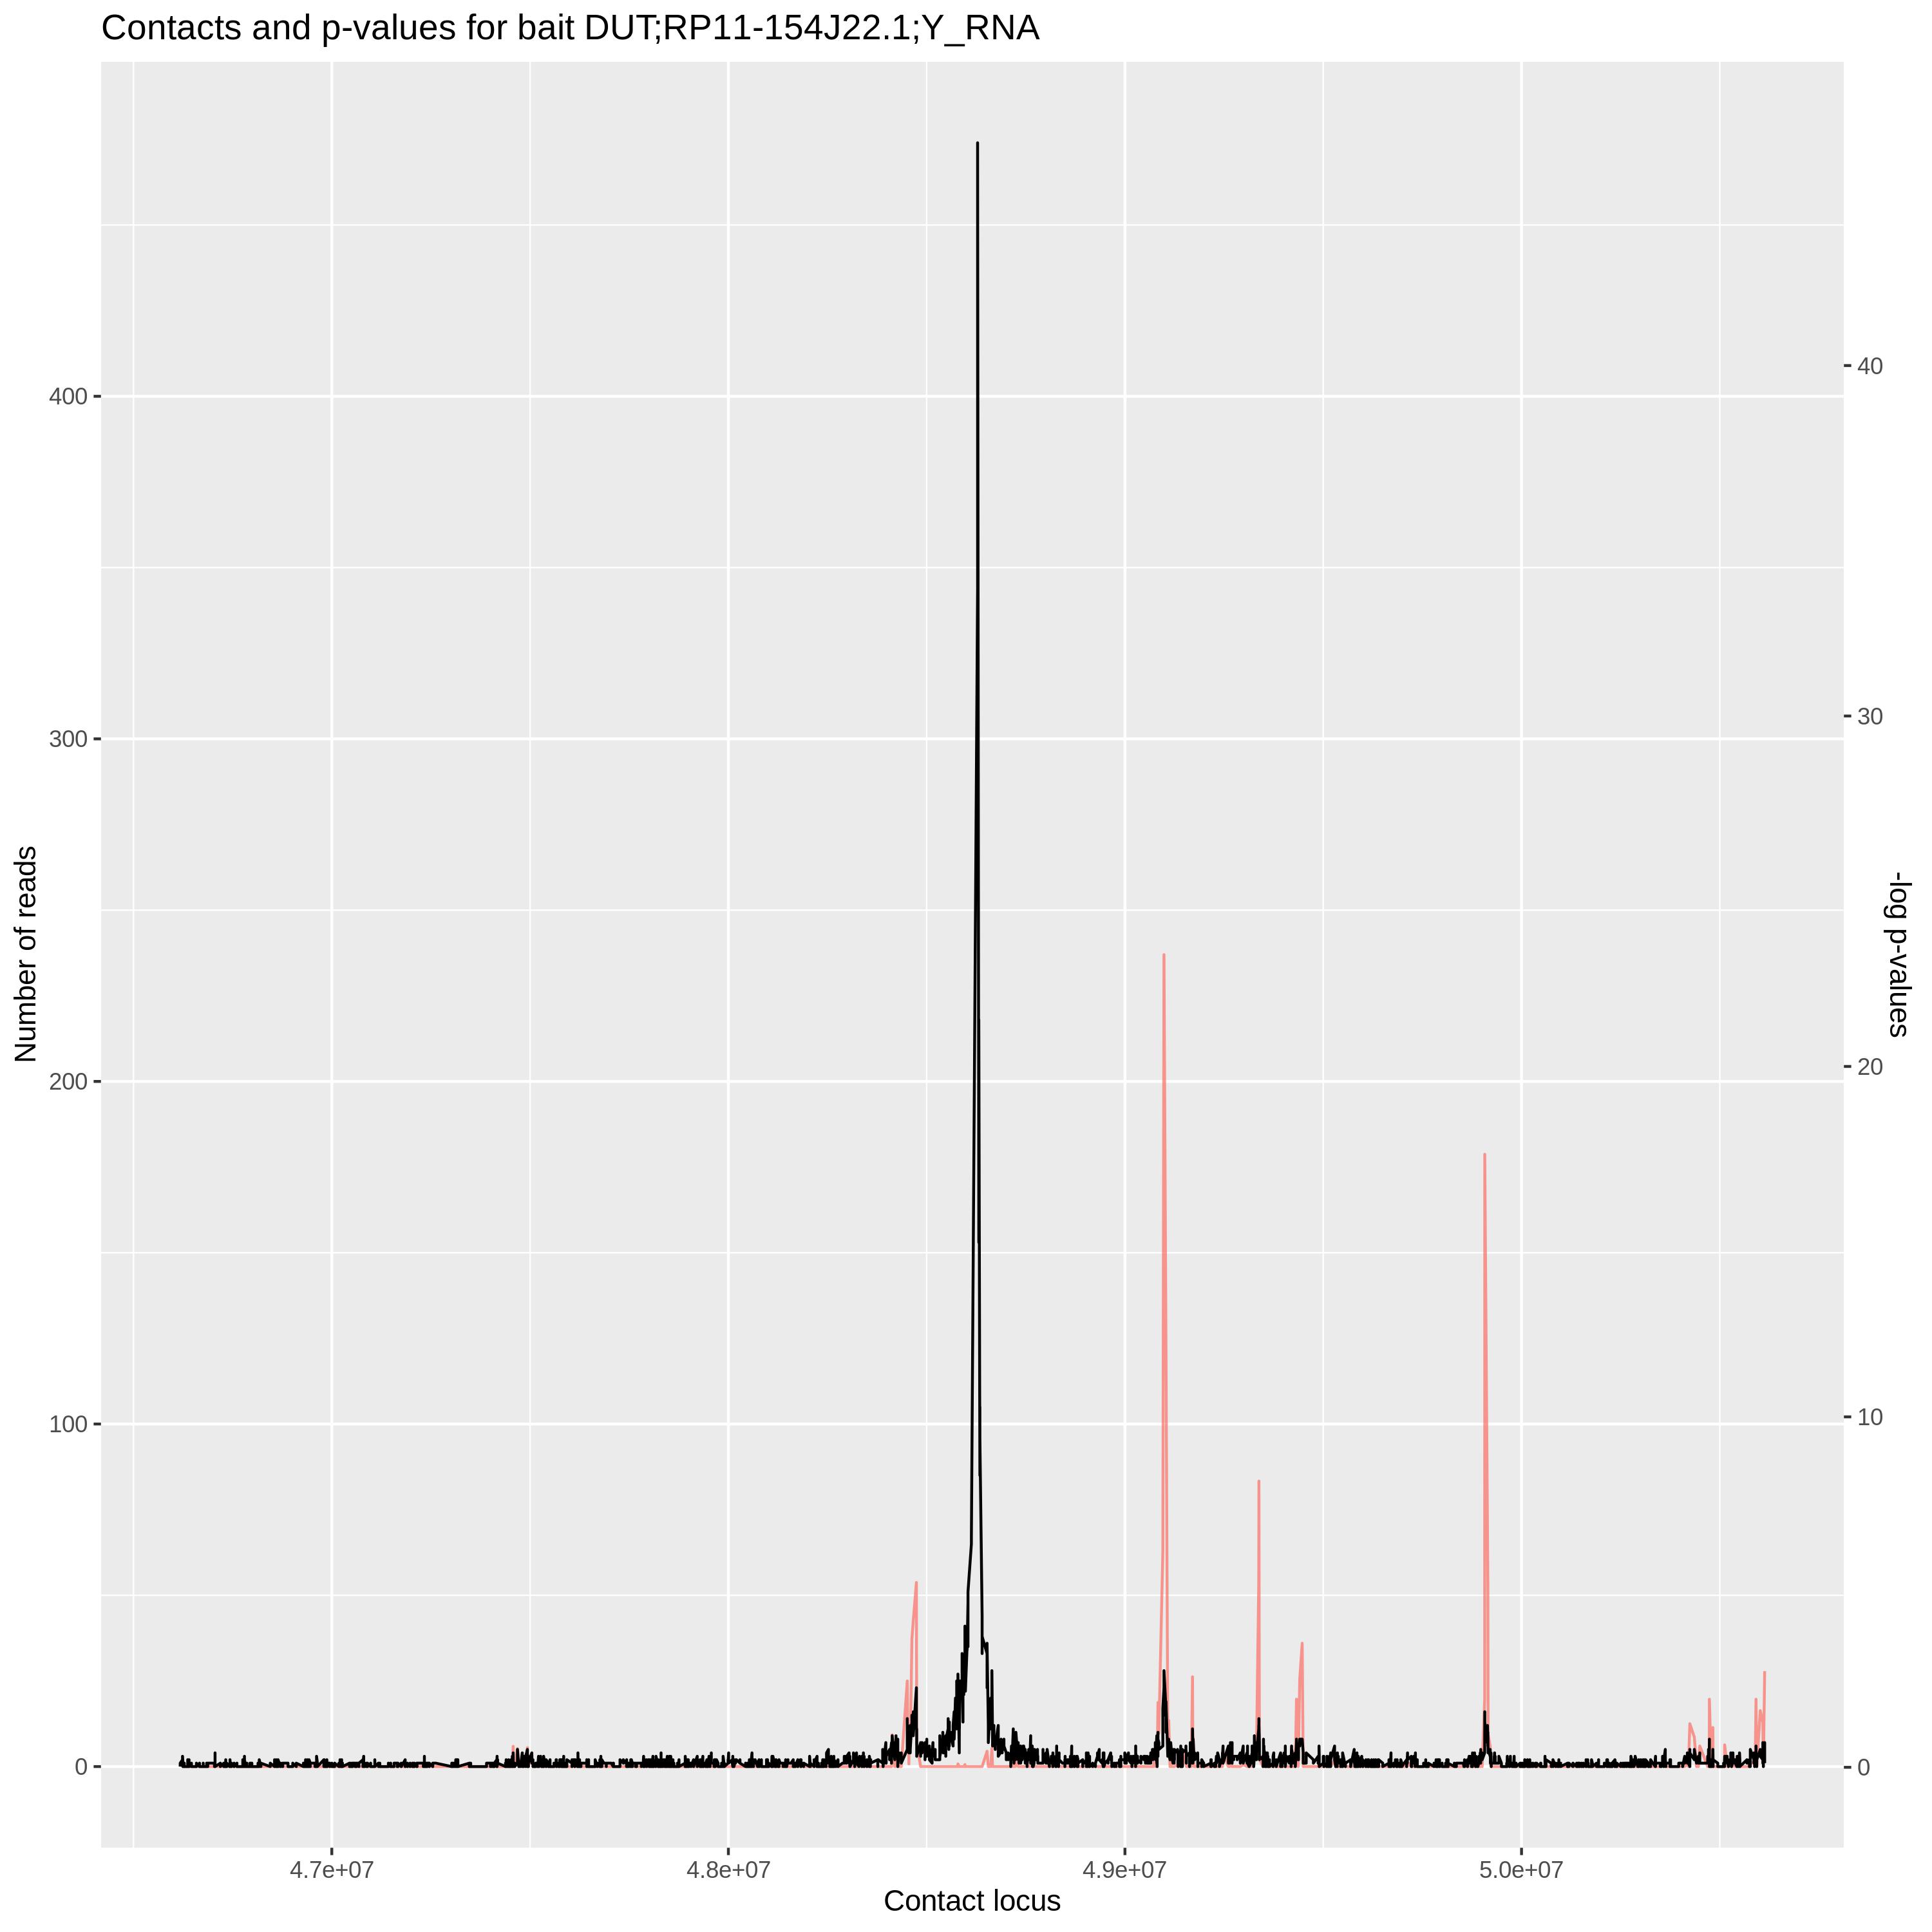 Contacts and p-values for bait DUT;RP11-154J22.1;Y_RNA
Number of reads
400
300
200
100
0
40
30
20
10
0
-log p-values
4.7e+07 4.8e+07 4.9e+07 5.0e+07
Contact locus